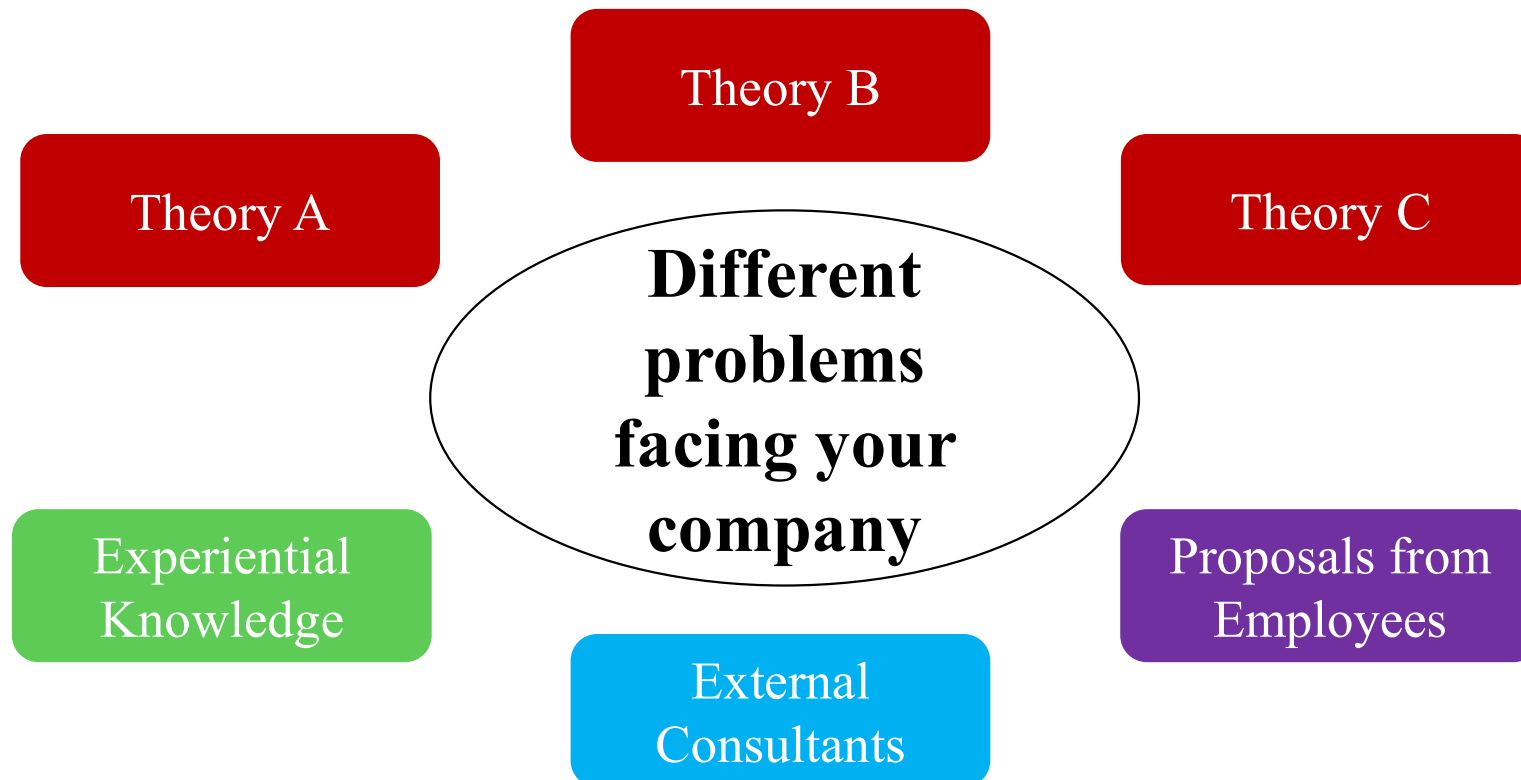 Theory B
Theory A
Theory C
Different
problems
facing your
company
Experiential
Knowledge
Proposals from
Employees
External
Consultants